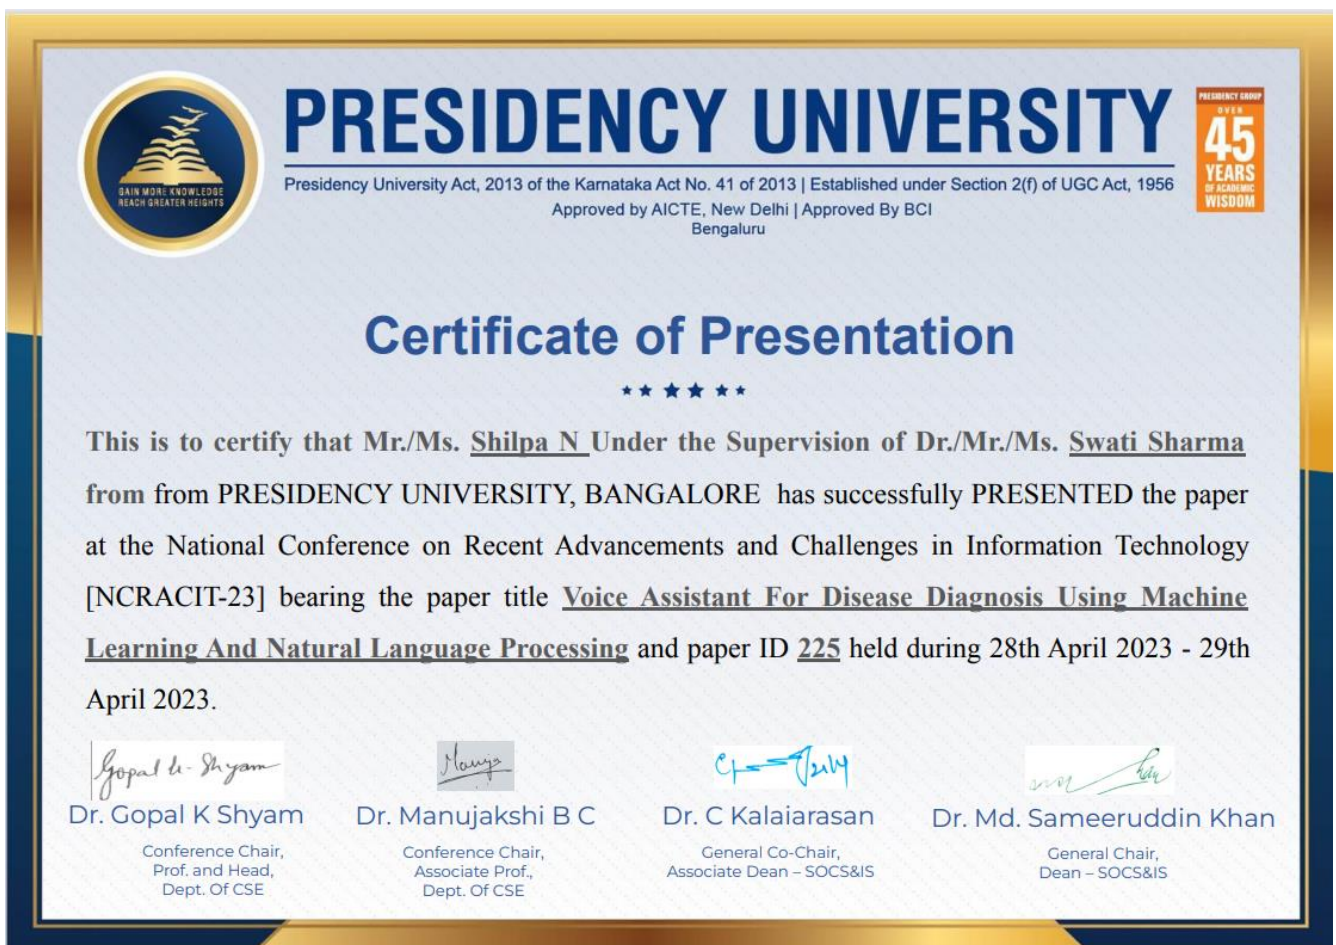 GAIN MORE KNOWLEDGE
REACH GREATER HEIGHTS
PRESIDENCY UNIVERSITY
Presidency University Act, 2013 of the Karnataka Act No. 41 of 2013 | Established under Section 2(f) of UGC Act, 1956
Approved by AICTE, New Delhi | Approved By BCI
Bengaluru
PRESIDENCY GROUP
OVER
45
YEARS
OF ACADEMIC
WISDOM
Certificate of Presentation
This is to certify that Mr./Ms. Shilpa N Under the Supervision of Dr./Mr./Ms. Swati Sharma
from from PRESIDENCY UNIVERSITY, BANGALORE has successfully PRESENTED the paper
at the National Conference on Recent Advancements and Challenges in Information Technology
[NCRACIT-23] bearing the paper title Voice Assistant For Disease Diagnosis Using Machine
Learning And Natural Language Processing and paper ID 225 held during 28th April 2023 - 29th
April 2023.
Gopal K Shyam
Manuja
Dr. Gopal K Shyam
Conference Chair,
Prof. and Head,
Dept. Of CSE
Dr. Manujakshi B C
Conference Chair,
Associate Prof.,
Dept. Of CSE
Dr. C Kalaiarasan
General Co-Chair,
Associate Dean – SOCS&IS
Dr. Md. Sameeruddin Khan
General Chair,
Dean – SOCS&IS